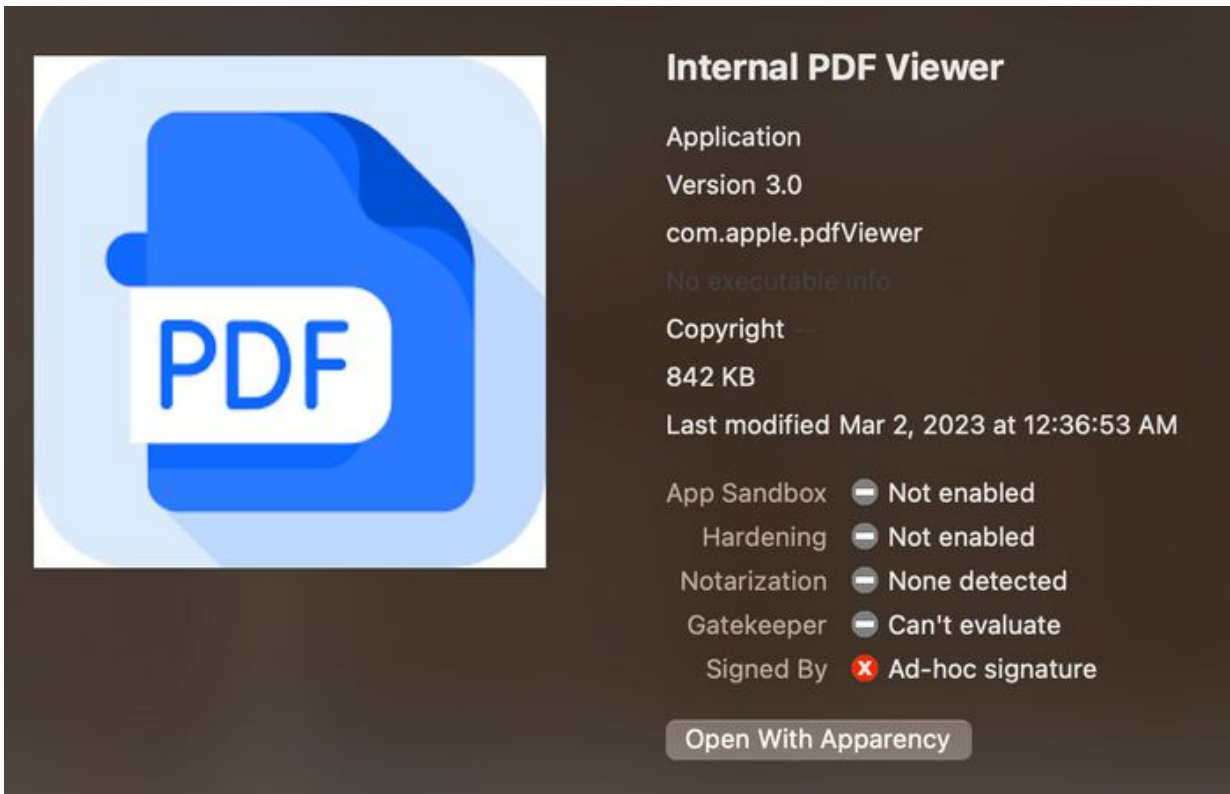 PDF
Internal PDF Viewer
Application
Version 3.0
com.apple.pdfViewer
No executable info
Copyright --
842 KB
Last modified Mar 2, 2023 at 12:36:53 AM
App Sandbox Not enabled
Hardening Not enabled
Notarization None detected
Gatekeeper Can't evaluate
Signed By Ad-hoc signature
Open With Apparency